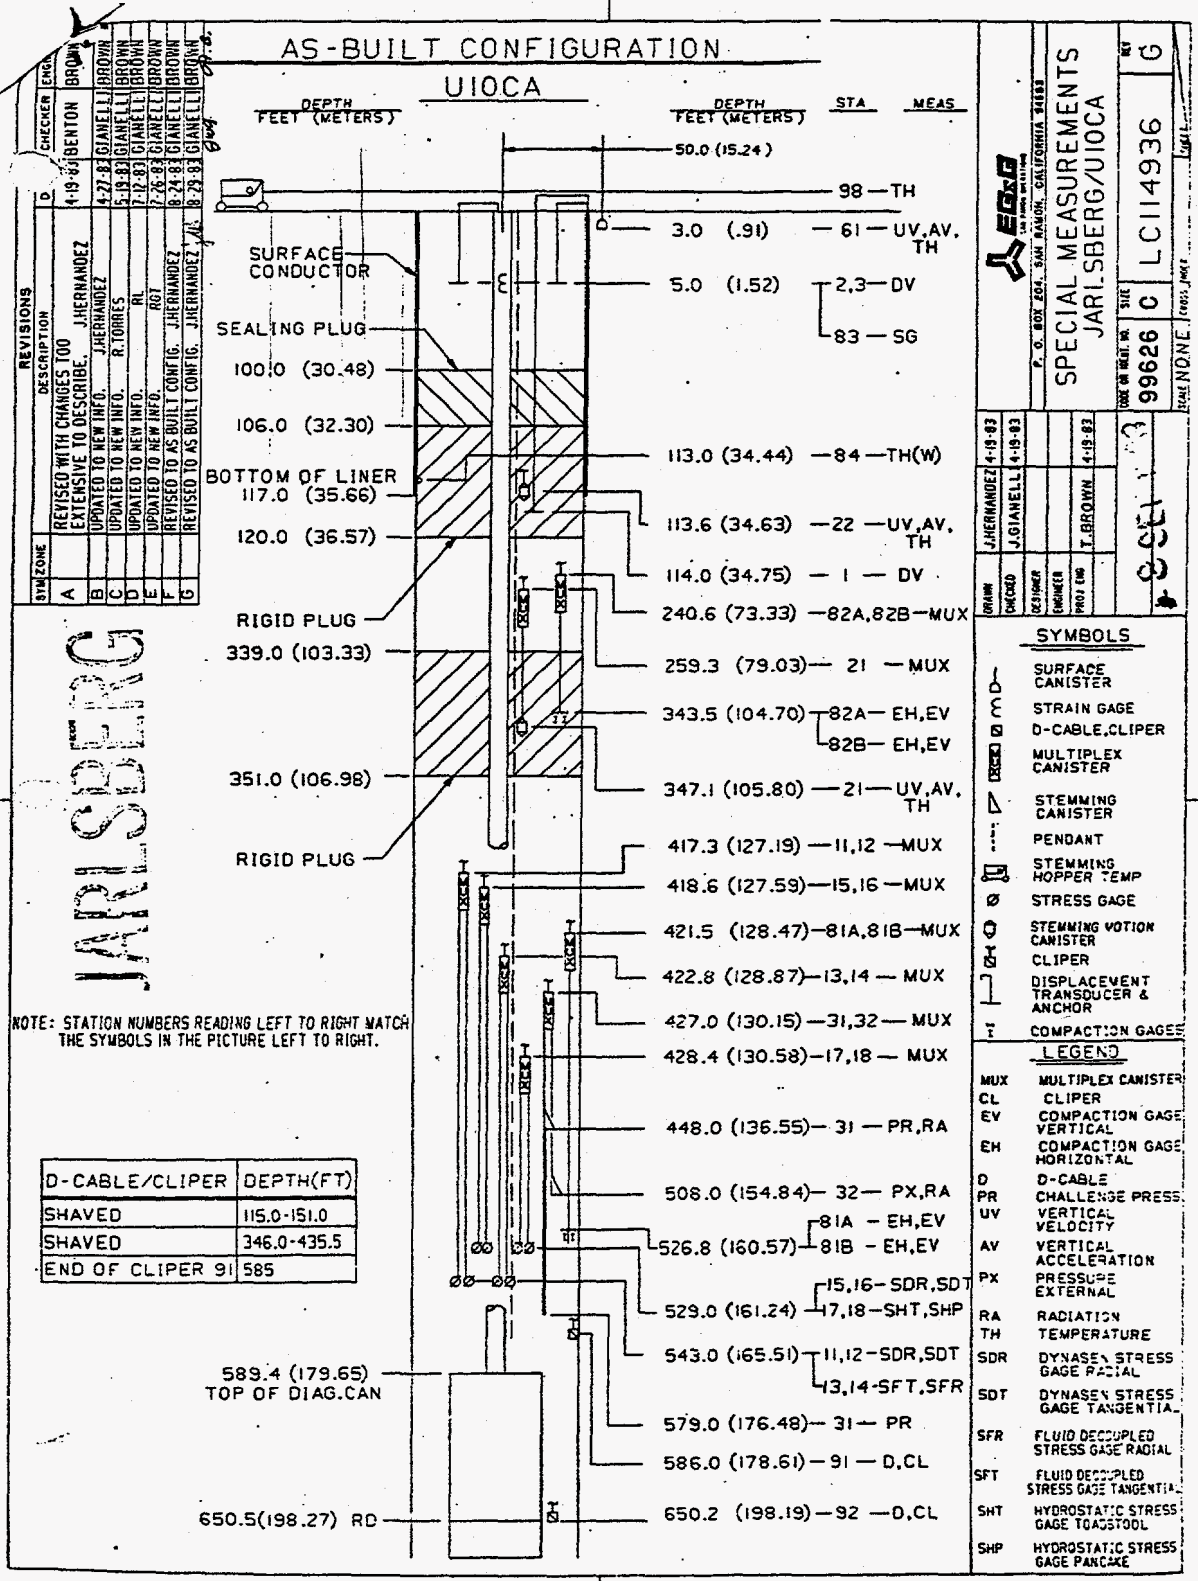 AS-BUILT CONFIGURATION
U10CA
DEPTH
FEET (METERS)
DEPTH
FEET (METERS)
STA
MEAS
50.0 (15.24)
98 — TH
3.0 (.91) — 61 — UV,AV,
TH
5.0 (1.52) 2,3 — DV
83 — SG
SURFACE
CONDUCTOR
SEALING PLUG
100.0 (30.48)
106.0 (32.30)
113.0 (34.44) — 84 — TH(W)
BOTTOM OF LINER
117.0 (35.66)
113.6 (34.63) — 22 — UV,AV,
TH
120.0 (36.57)
114.0 (34.75) — 1 — DV
RIGID PLUG
240.6 (73.33) — 82A,82B — MUX
339.0 (103.33)
259.3 (79.03) — 21 — MUX
343.5 (104.70) 82A — EH,EV
82B — EH,EV
351.0 (106.98)
347.1 (105.80) — 21 — UV,AV,
TH
RIGID PLUG
417.3 (127.19) — 11,12 — MUX
418.6 (127.59) — 15,16 — MUX
421.5 (128.47) — 81A,81B — MUX
422.8 (128.87) — 13,14 — MUX
427.0 (130.15) — 31,32 — MUX
428.4 (130.58) — 17,18 — MUX
448.0 (136.55) — 31 — PR,RA
508.0 (154.84) — 32 — PX,RA
81A — EH,EV
526.8 (160.57) 81B — EH,EV
15,16 — SDR,SDT
529.0 (161.24) 17,18 — SHT,SHP
543.0 (165.51) 11,12 — SDR,SDT
13,14 — SFT,SFR
589.4 (179.65)
TOP OF DIAG.CAN
579.0 (176.48) — 31 — PR
586.0 (178.61) — 91 — D,CL
650.5(198.27) RD
650.2 (198.19) — 92 — D,CL
JARLSBERG
NOTE: STATION NUMBERS READING LEFT TO RIGHT MATCH
THE SYMBOLS IN THE PICTURE LEFT TO RIGHT.
D-CABLE/CLIPER DEPTH(FT)
SHAVED 115.0-151.0
SHAVED 346.0-435.5
END OF CLIPER 91 585
REVISIONS
SYM ZONE DESCRIPTION D CHECKER ENGR
A REVISED WITH CHANGES TOO
EXTENSIVE TO DESCRIBE. J.HERNANDEZ 4-19-83 BENTON BROWN
B UPDATED TO NEW INFO. J.HERNANDEZ 4-27-83 GIANELLI BROWN
C UPDATED TO NEW INFO. R.TORRES 5-19-83 GIANELLI BROWN
D UPDATED TO NEW INFO. RL 7-12-83 GIANELLI BROWN
E UPDATED TO NEW INFO. RGT 7-26-83 GIANELLI BROWN
F REVISED TO AS BUILT CONFIG. J.HERNANDEZ 8-24-83 GIANELLI BROWN
G REVISED TO AS BUILT CONFIG. J.HERNANDEZ 8-29-83 GIANELLI BROWN
EG&G
P. O. BOX 204, SAN RAMON, CALIFORNIA 94583
SPECIAL MEASUREMENTS
JARLSBERG/U10CA
CODE IDENT. NO. 99626
SIZE C
LC114936
REV G
SCALE NONE
DRAWN J.HERNANDEZ 4-19-83
CHECKED J.GIANELLI 4-19-83
DESIGNER
ENGINEER
PROJ ENG T.BROWN 4-19-83
SYMBOLS
SURFACE
CANISTER
STRAIN GAGE
D-CABLE,CLIPER
MULTIPLEX
CANISTER
STEMMING
CANISTER
PENDANT
STEMMING
HOPPER TEMP
STRESS GAGE
STEMMING MOTION
CANISTER
CLIPER
DISPLACEMENT
TRANSDUCER &
ANCHOR
COMPACTION GAGES
LEGEND
MUX MULTIPLEX CANISTER
CL CLIPER
EV COMPACTION GAGE
VERTICAL
EH COMPACTION GAGE
HORIZONTAL
D D-CABLE
PR CHALLENGE PRESS.
UV VERTICAL
VELOCITY
AV VERTICAL
ACCELERATION
PX PRESSURE
EXTERNAL
RA RADIATION
TH TEMPERATURE
SDR DYNASEN STRESS
GAGE RADIAL
SDT DYNASEN STRESS
GAGE TANGENTIAL
SFR FLUID DECOUPLED
STRESS GAGE RADIAL
SFT FLUID DECOUPLED
STRESS GAGE TANGENTIAL
SHT HYDROSTATIC STRESS
GAGE TOADSTOOL
SHP HYDROSTATIC STRESS
GAGE PANCAKE